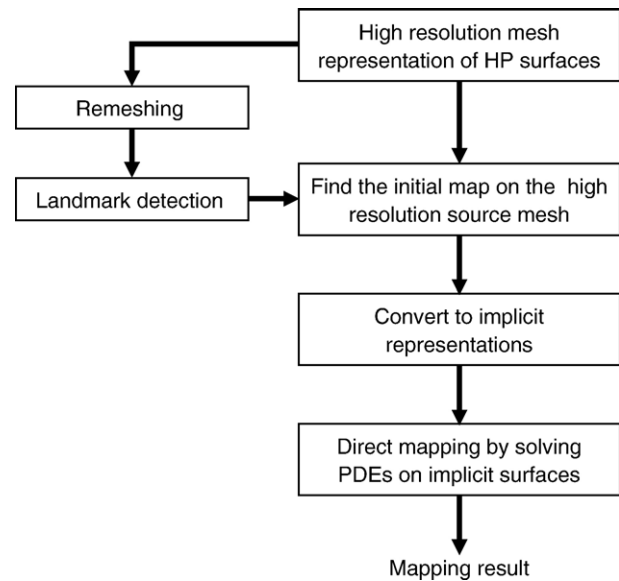 High resolution mesh
representation of HP surfaces
Remeshing
Landmark detection
Find the initial map on the high
resolution source mesh
Convert to implicit
representations
Direct mapping by solving
PDEs on implicit surfaces
Mapping result